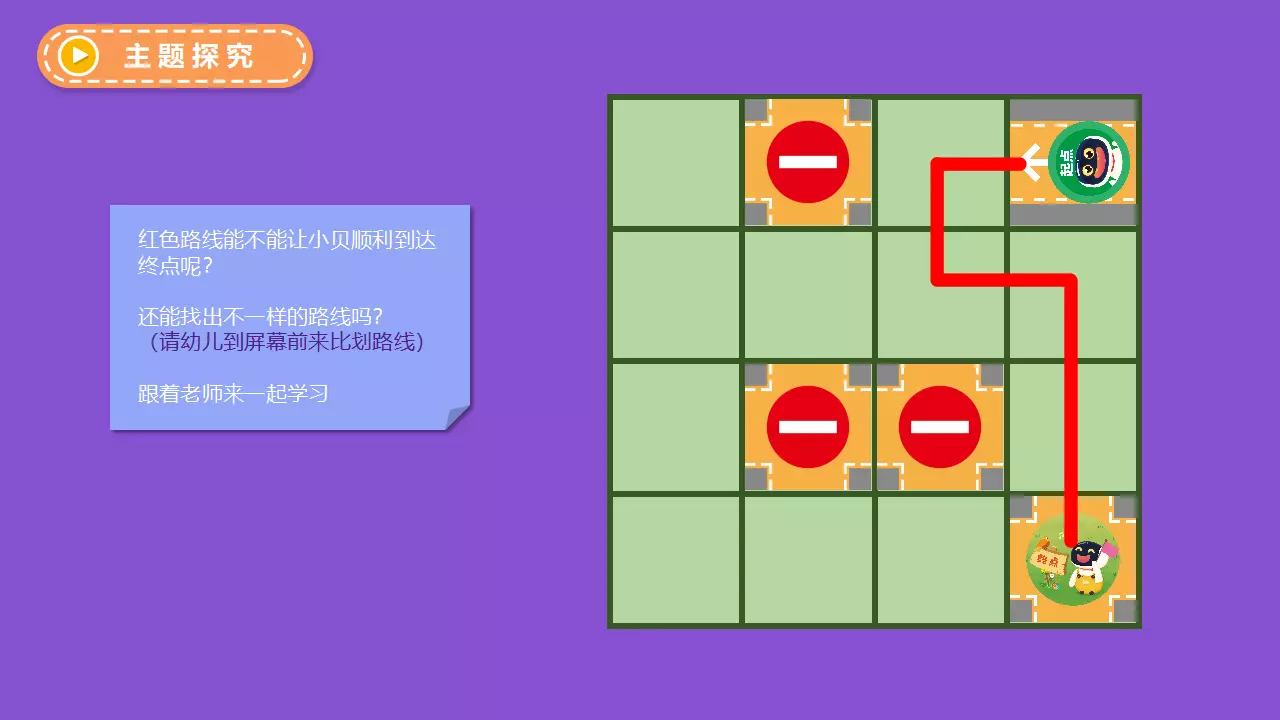 主题探究
红色路线能不能让小贝顺利到达
终点呢？
还能找出不一样的路线吗？
（请幼儿到屏幕前来比划路线）
跟着老师来一起学习
起点
终点